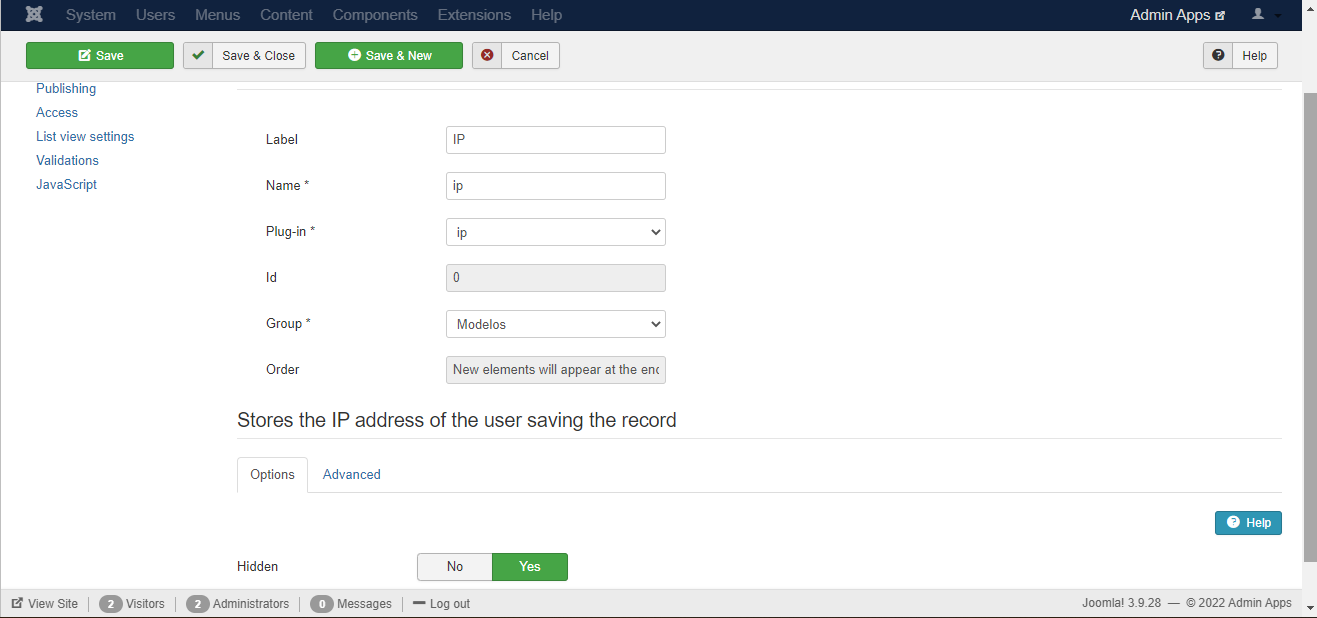 System Users Menus Content Components Extensions Help Admin Apps
Save Save & Close Save & New Cancel Help
Publishing
Access
List view settings
Validations
JavaScript
Label IP
Name * ip
Plug-in * ip
Id 0
Group * Modelos
Order New elements will appear at the end
Stores the IP address of the user saving the record
Options Advanced
Help
Hidden No Yes
View Site 2 Visitors 2 Administrators 0 Messages Log out Joomla! 3.9.28 — © 2022 Admin Apps